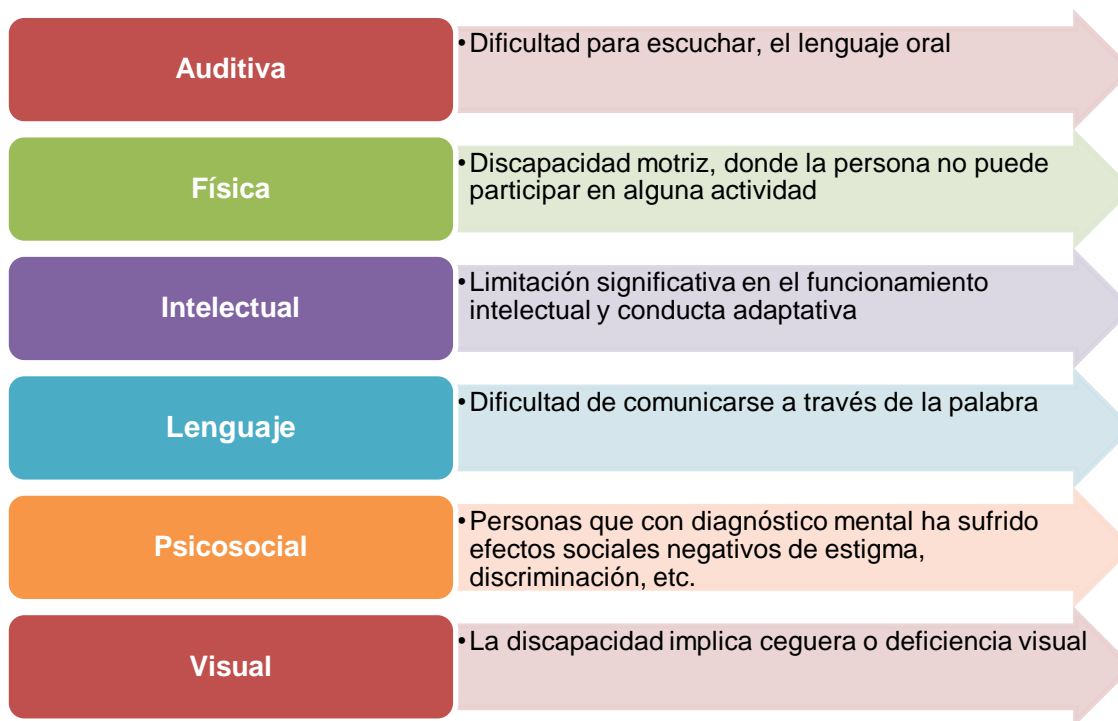 Auditiva
•Dificultad para escuchar, el lenguaje oral
Física
•Discapacidad motriz, donde la persona no puede
participar en alguna actividad
Intelectual
•Limitación significativa en el funcionamiento
intelectual y conducta adaptativa
Lenguaje
•Dificultad de comunicarse a través de la palabra
Psicosocial
•Personas que con diagnóstico mental ha sufrido
efectos sociales negativos de estigma,
discriminación, etc.
Visual
•La discapacidad implica ceguera o deficiencia visual